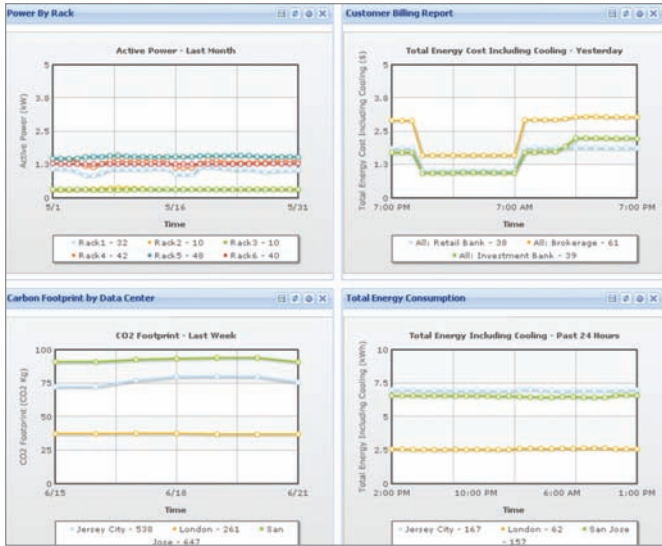 Power By Rack
Active Power - Last Month
Active Power (kW)
5
3.8
2.5
1.3
0
5/1 5/16 5/31
Time
Rack1 - 32 Rack2 - 10 Rack3 - 10
Rack4 - 42 Rack5 - 48 Rack6 - 40
Customer Billing Report
Total Energy Cost Including Cooling - Yesterday
Total Energy Cost Including Cooling ($)
5
3.8
2.5
1.3
0
7:00 PM 7:00 AM 7:00 PM
Time
All: Retail Bank - 38 All: Brokerage - 61
All: Investment Bank - 39
Carbon Footprint by Data Center
CO2 Footprint - Last Week
CO2 Footprint (CO2 Kg)
100
75
50
25
0
6/15 6/18 6/21
Time
Jersey City - 538 London - 261 San
Jose - 647
Total Energy Consumption
Total Energy Including Cooling - Past 24 Hours
Total Energy Including Cooling (kWh)
10
7.5
5
2.5
0
2:00 PM 10:00 PM 6:00 AM 1:00 PM
Time
Jersey City - 167 London - 62 San Jose
- 157